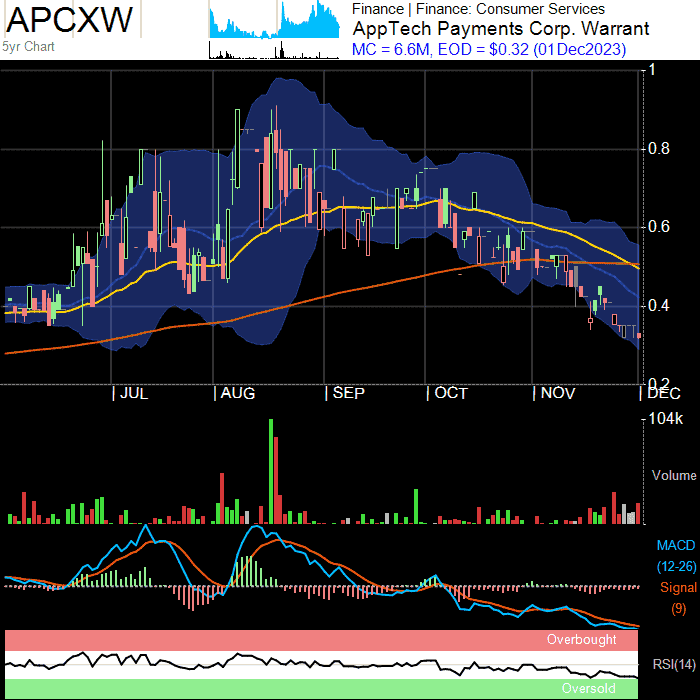 APCXW
5yr Chart
Finance | Finance: Consumer Services
AppTech Payments Corp. Warrant
MC = 6.6M, EOD = $0.32 (01Dec2023)
1
0.8
0.6
0.4
0.2
JUL
AUG
SEP
OCT
NOV
DEC
104k
Volume
MACD
(12-26)
Signal
(9)
Overbought
RSI(14)
Oversold